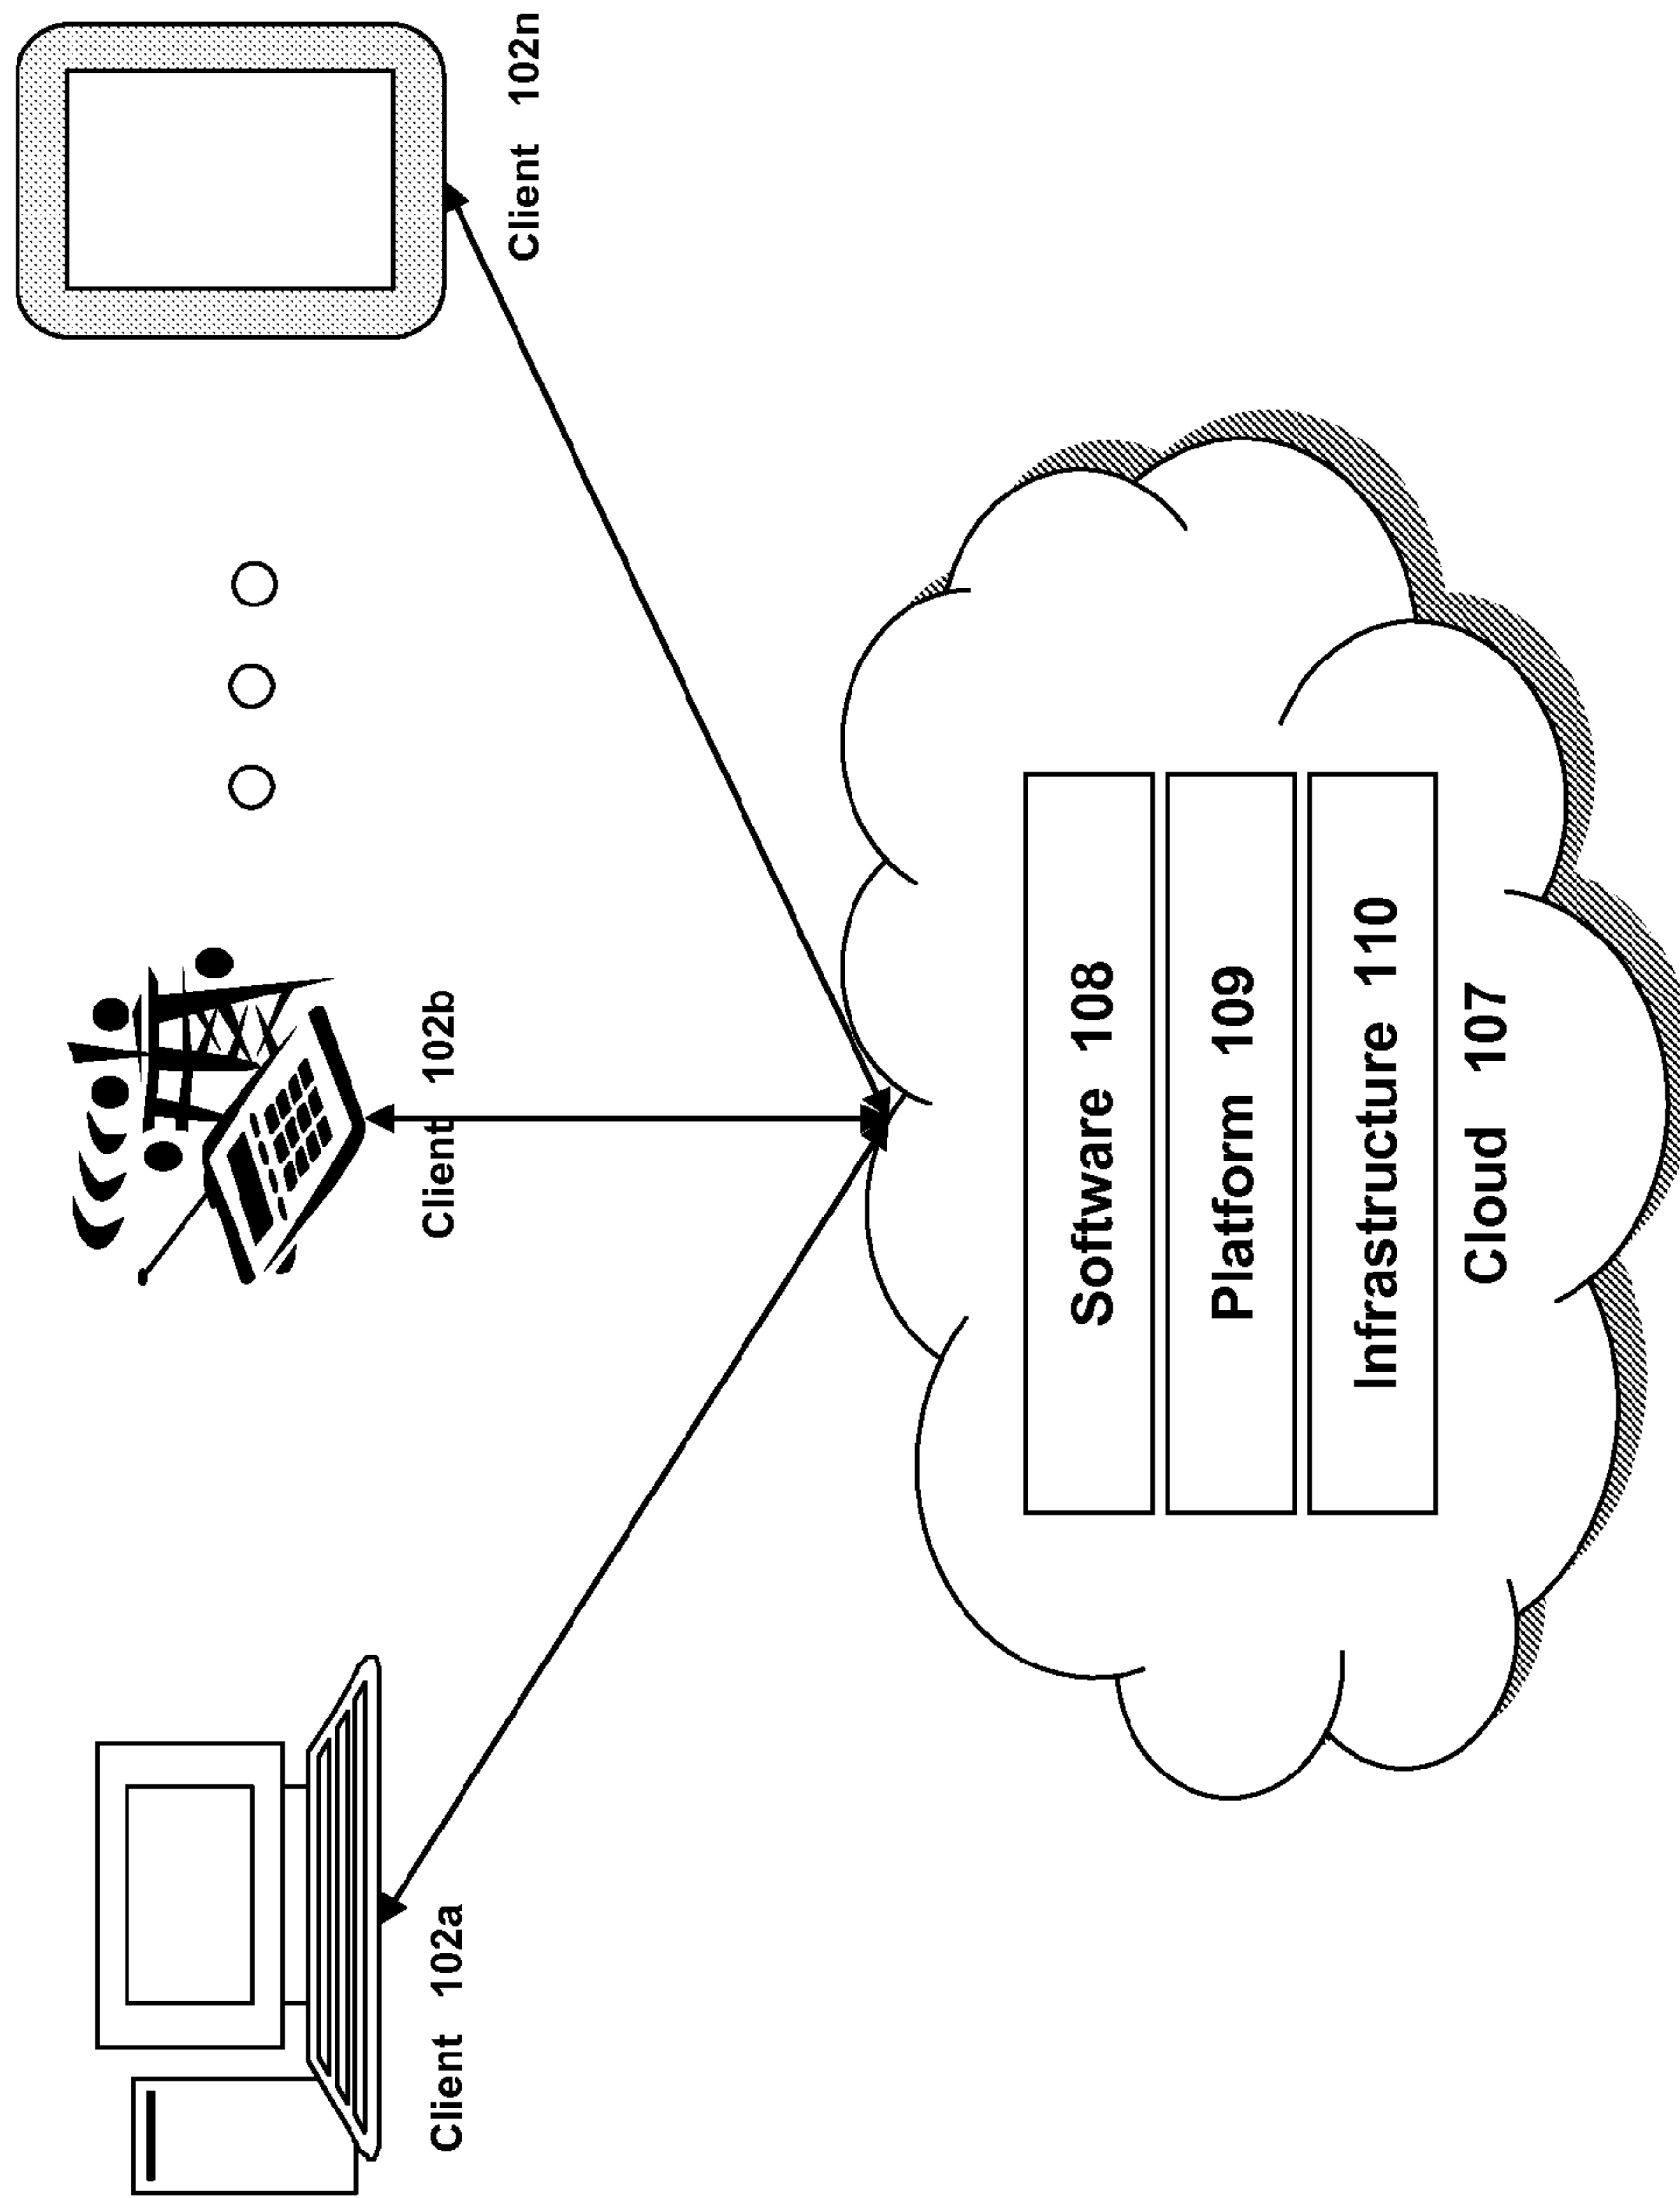 Client 102a
Client 102b
Client 102n
Software 108
Platform 109
Infrastructure 110
Cloud 107